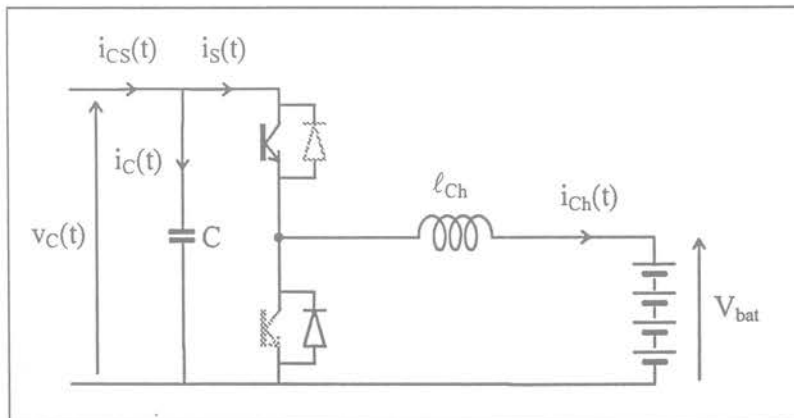 i_CS(t)
i_S(t)
i_C(t)
ℓ_Ch
i_Ch(t)
v_C(t)
C
V_bat